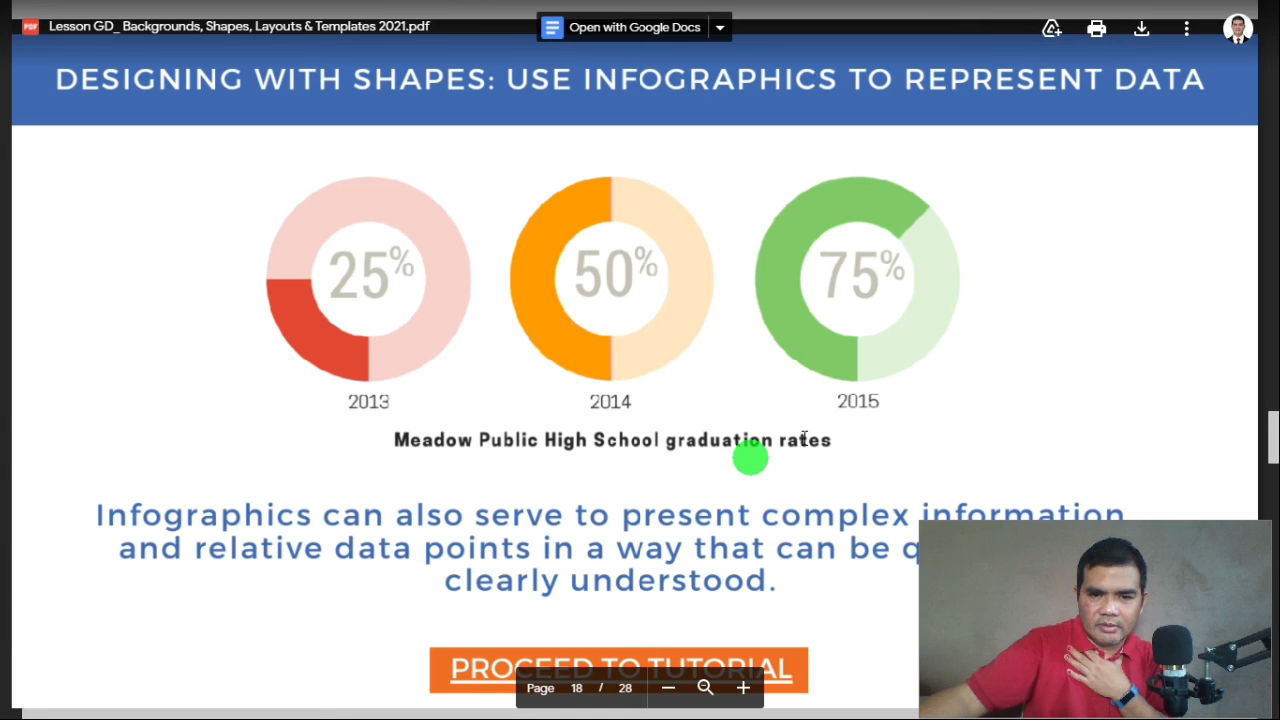 Lesson GD_ Backgrounds, Shapes, Layouts & Templates 2021.pdf
Open with Google Docs
DESIGNING WITH SHAPES: USE INFOGRAPHICS TO REPRESENT DATA
25%
50%
75%
2013
2014
2015
Meadow Public High School graduation rates
Infographics can also serve to present complex information
and relative data points in a way that can be
clearly understood.
PROCEED TO TUTORIAL
Page 18 / 28